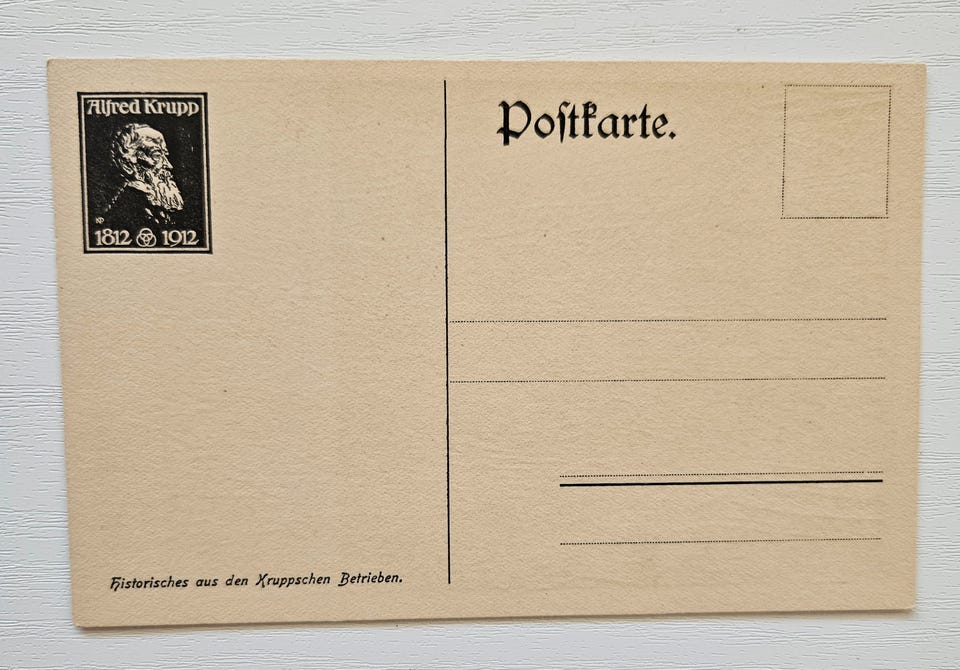 Alfred Krupp
1812 1912
Poſtkarte.
Historisches aus den Kruppschen Betrieben.